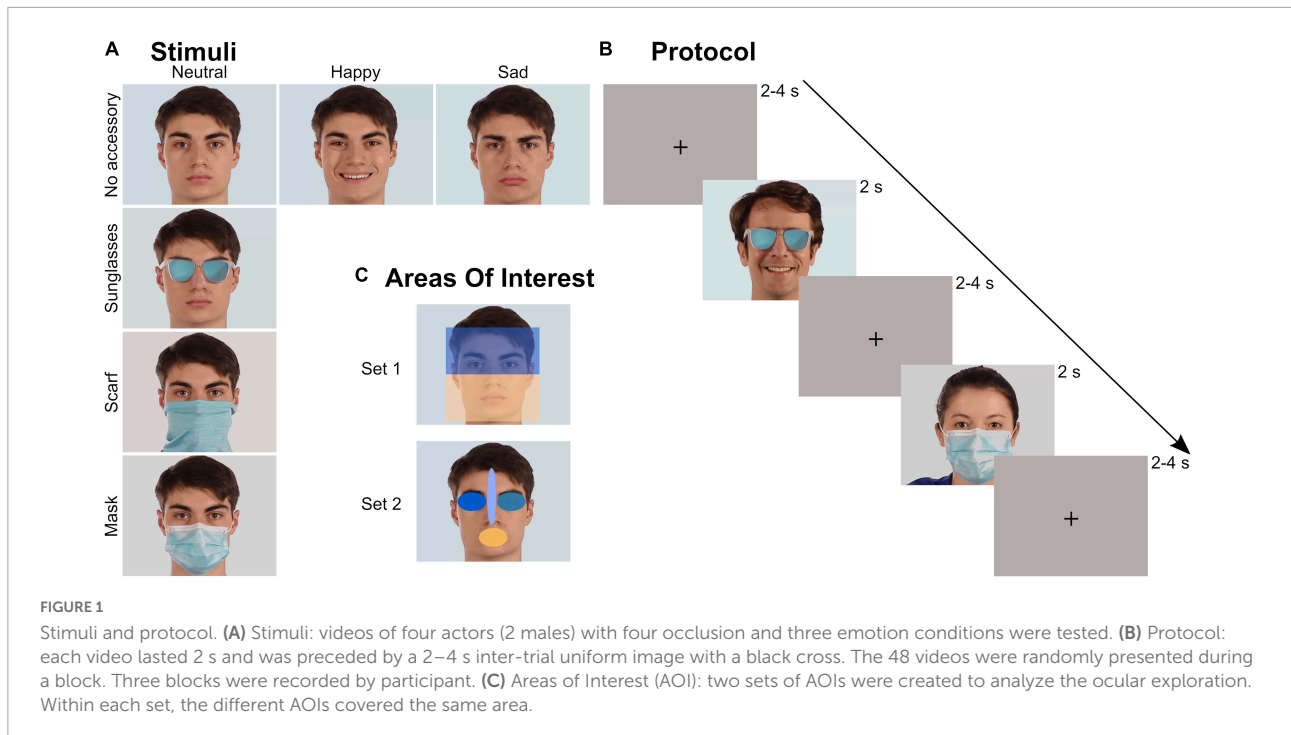 A Stimuli
Neutral Happy Sad
No accessory
Sunglasses
Scarf
Mask
B Protocol
2-4 s
2 s
2-4 s
2 s
2-4 s
C Areas Of Interest
Set 1
Set 2
FIGURE 1
Stimuli and protocol. (A) Stimuli: videos of four actors (2 males) with four occlusion and three emotion conditions were tested. (B) Protocol:
each video lasted 2 s and was preceded by a 2–4 s inter-trial uniform image with a black cross. The 48 videos were randomly presented during
a block. Three blocks were recorded by participant. (C) Areas of Interest (AOI): two sets of AOIs were created to analyze the ocular exploration.
Within each set, the different AOIs covered the same area.